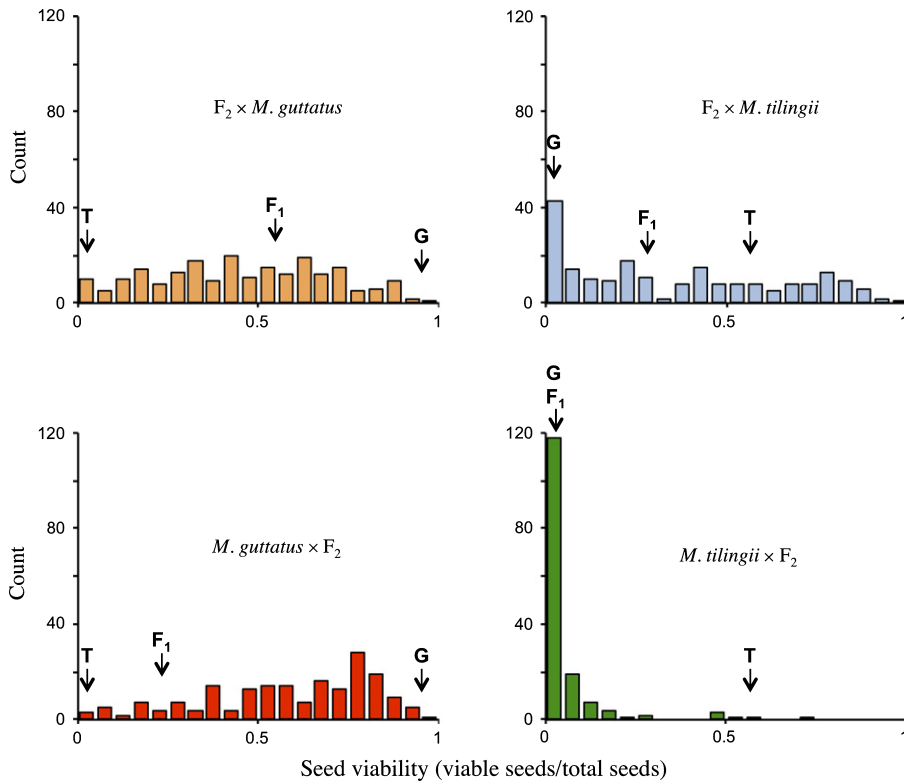 120
80
40
0
Count
F₂ × M. guttatus
T
F₁
G
0
0.5
1
120
80
40
0
F₂ × M. tilingii
G
F₁
T
0
0.5
1
120
80
40
0
Count
M. guttatus × F₂
T
F₁
G
0
0.5
1
120
80
40
0
M. tilingii × F₂
G
F₁
T
0
0.5
1
Seed viability (viable seeds/total seeds)